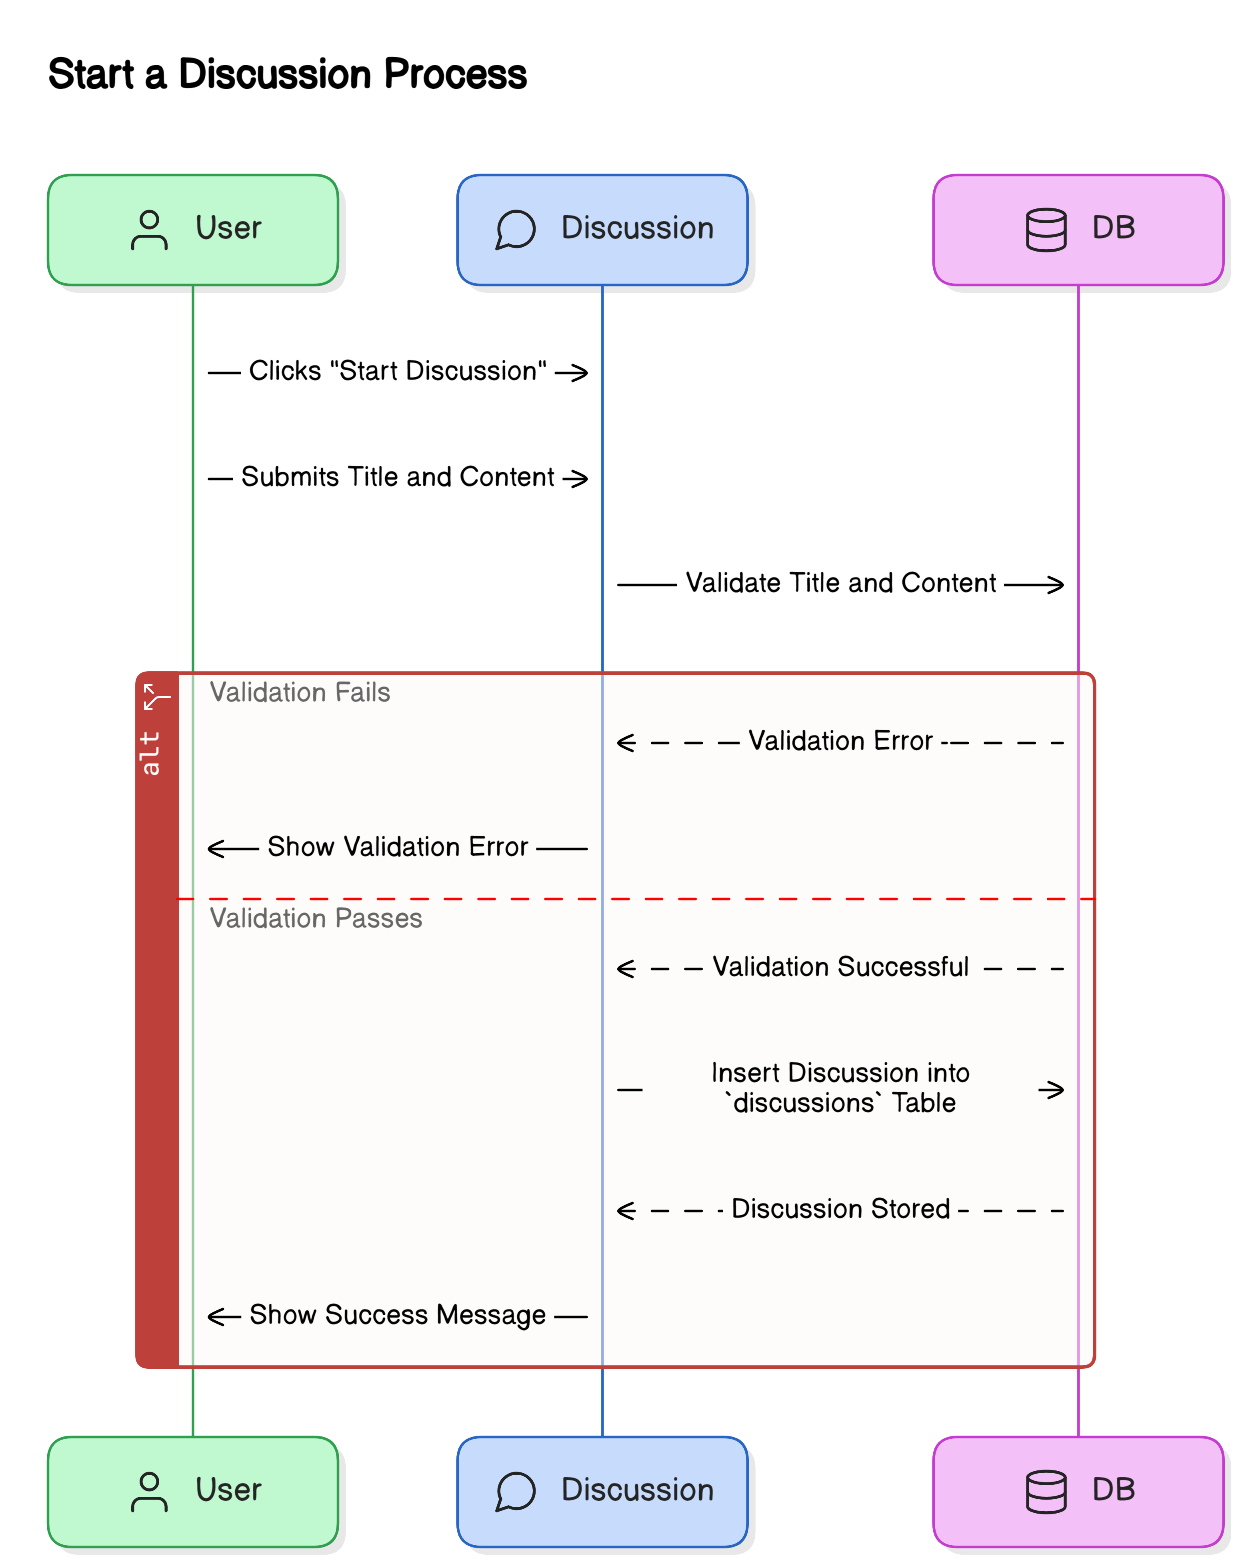 Start a Discussion Process
User
Discussion
DB
Clicks "Start Discussion"
Submits Title and Content
Validate Title and Content
alt
Validation Fails
Validation Error
Show Validation Error
Validation Passes
Validation Successful
Insert Discussion into
`discussions` Table
Discussion Stored
Show Success Message
User
Discussion
DB